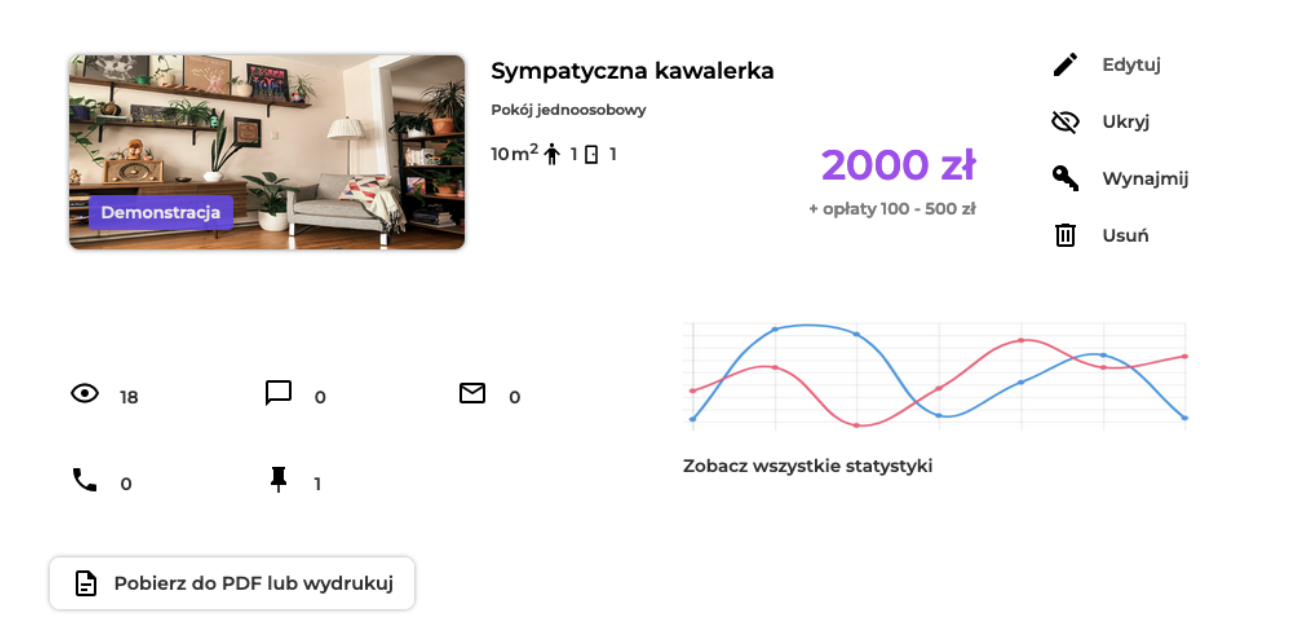 Sympatyczna kawalerka
Pokój jednoosobowy
10 m² 1 1
Demonstracja
2000 zł
+ opłaty 100 - 500 zł
Edytuj
Ukryj
Wynajmij
Usuń
18
0
0
0
1
Zobacz wszystkie statystyki
Pobierz do PDF lub wydrukuj